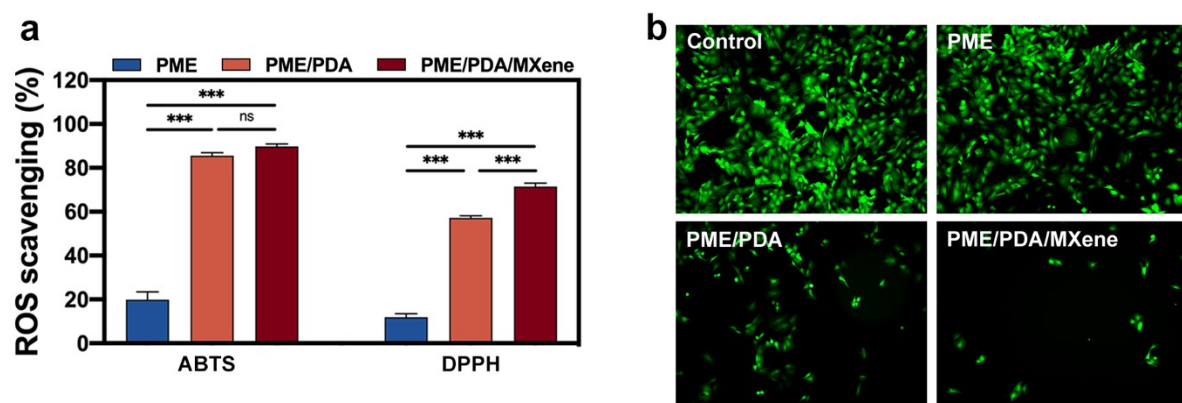 a
PME PME/PDA PME/PDA/MXene
ROS scavenging (%)
120
100
80
60
40
20
0
***
***
ns
***
***
***
ABTS DPPH
b
Control PME
PME/PDA PME/PDA/MXene